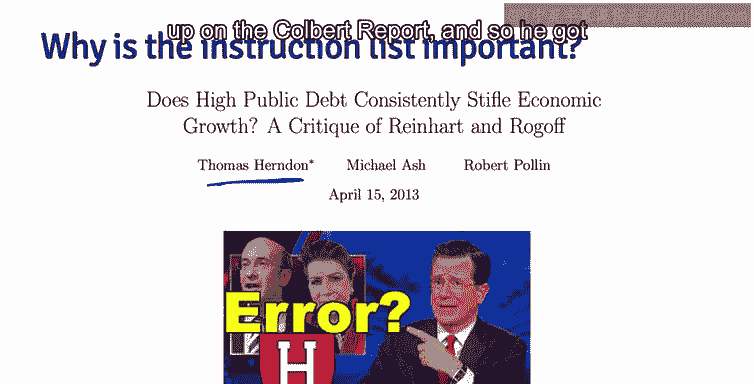 up on the Colbert Report, and so he got
Why is the instruction list important?
Does High Public Debt Consistently Stifle Economic
Growth? A Critique of Reinhart and Rogoff
Thomas Herndon* Michael Ash Robert Pollin
April 15, 2013
Error?
H